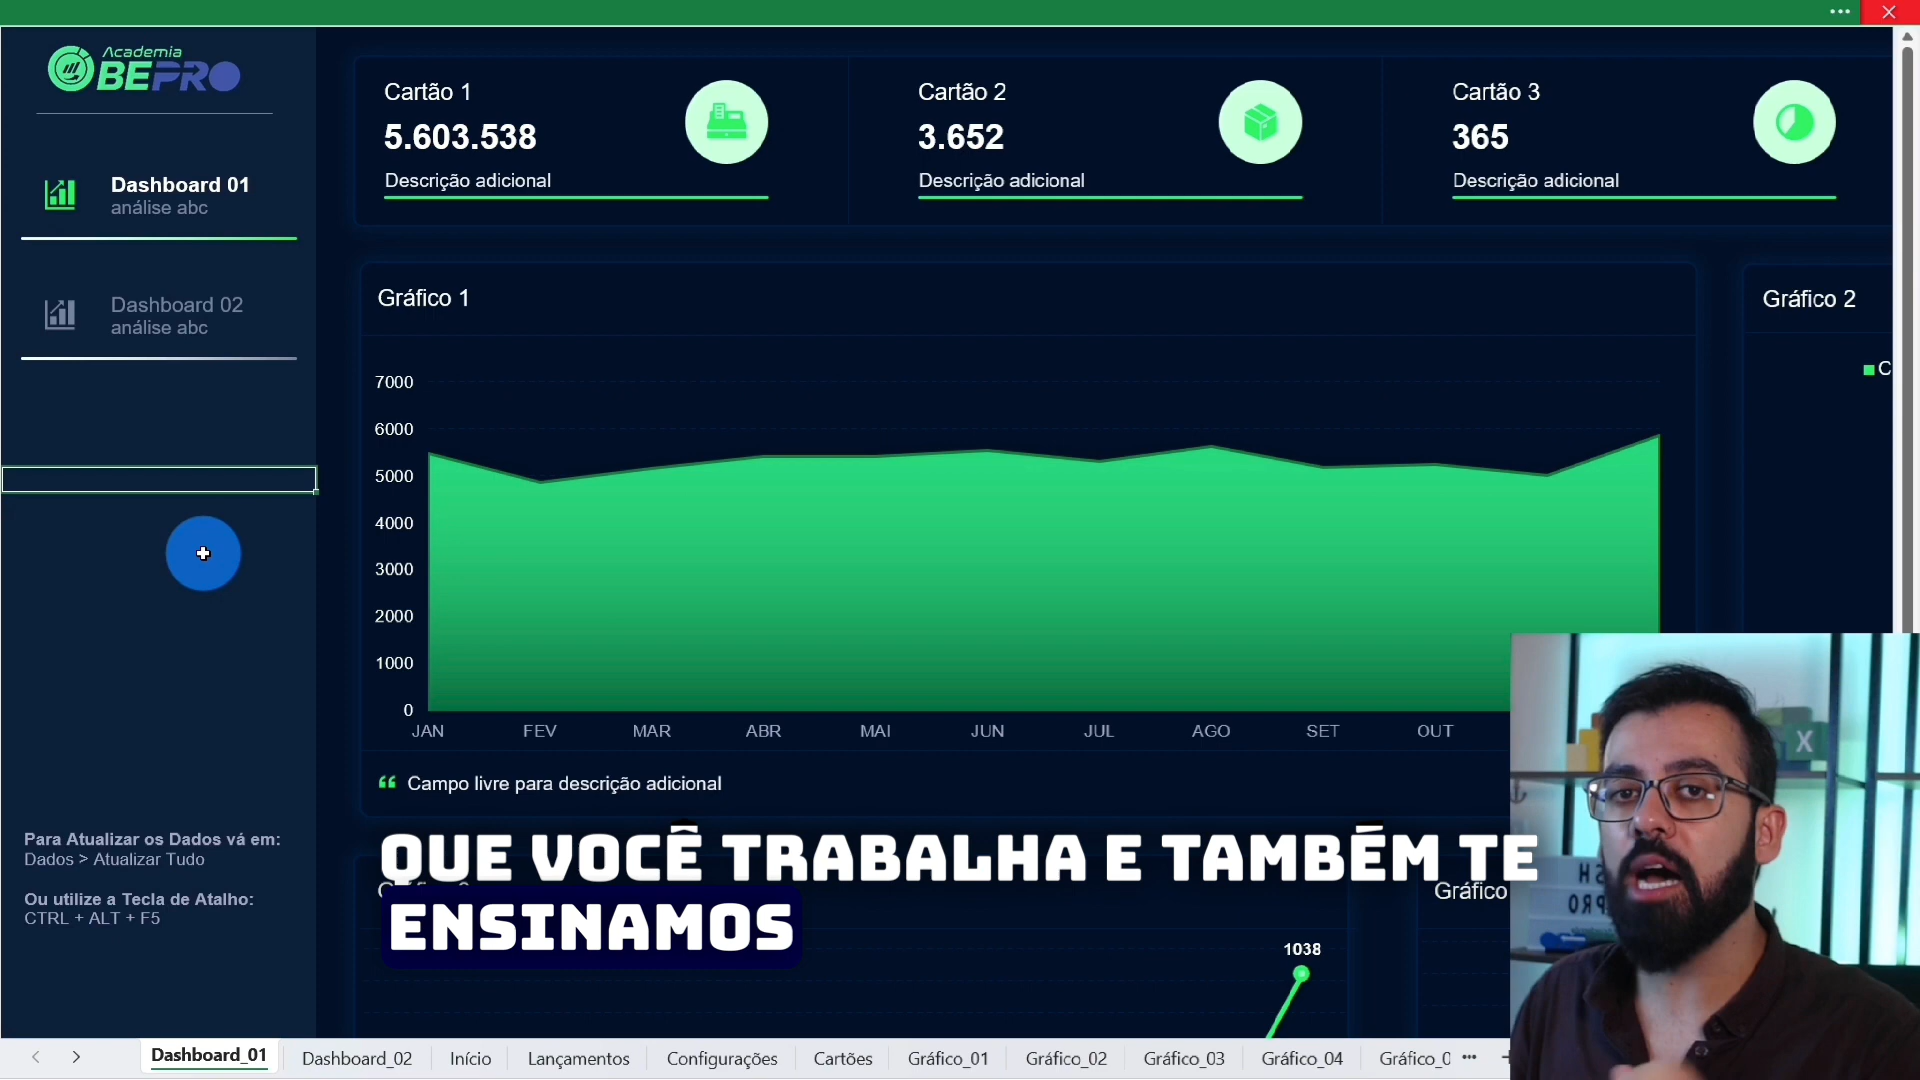 Academia
BEPRO
Dashboard 01
análise abc
Dashboard 02
análise abc
Para Atualizar os Dados vá em:
Dados > Atualizar Tudo
Ou utilize a Tecla de Atalho:
CTRL + ALT + F5
Cartão 1
5.603.538
Descrição adicional
Cartão 2
3.652
Descrição adicional
Cartão 3
365
Descrição adicional
Gráfico 1
7000
6000
5000
4000
3000
2000
1000
0
JAN FEV MAR ABR MAI JUN JUL AGO SET OUT
Campo livre para descrição adicional
Gráfico 2
C
QUE VOCÊ TRABALHA E TAMBÉM TE
ENSINAMOS
Gráfico
1038
X
Dashboard_01 Dashboard_02 Início Lançamentos Configurações Cartões Gráfico_01 Gráfico_02 Gráfico_03 Gráfico_04 Gráfico_0